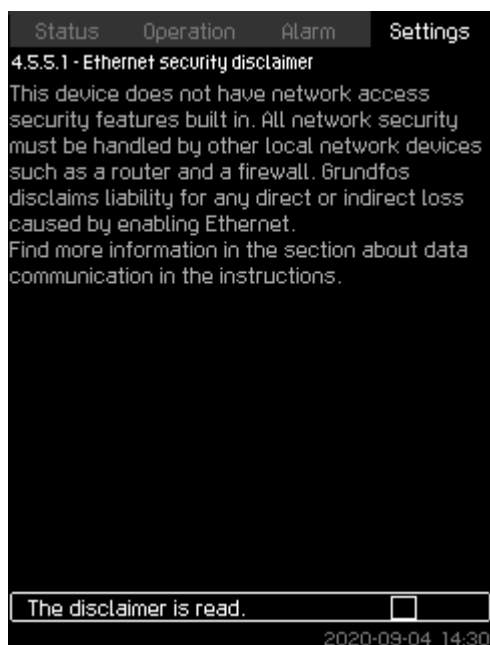 Status Operation Alarm Settings
4.5.5.1 - Ethernet security disclaimer
This device does not have network access
security features built in. All network security
must be handled by other local network devices
such as a router and a firewall. Grundfos
disclaims liability for any direct or indirect loss
caused by enabling Ethernet.
Find more information in the section about data
communication in the instructions.
The disclaimer is read.
2020-09-04 14:30